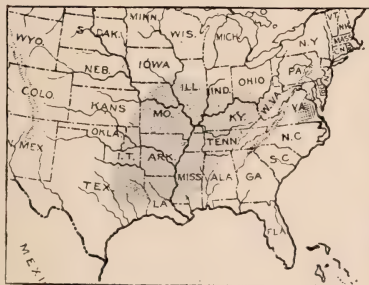 MINN.
VT.
N.H.
WYO.
S. DAK.
WIS.
MICH.
N.Y
MASS
IOWA
NEB.
PA.
COLO.
ILL
IND.
OHIO
W.VA.
VA.
KANS
MO.
KY.
OKLA.
I.T.
ARK.
TENN.
N.C
S.C.
MEX
TEX.
MISS
ALA
GA
LA
FLA.
MEXI